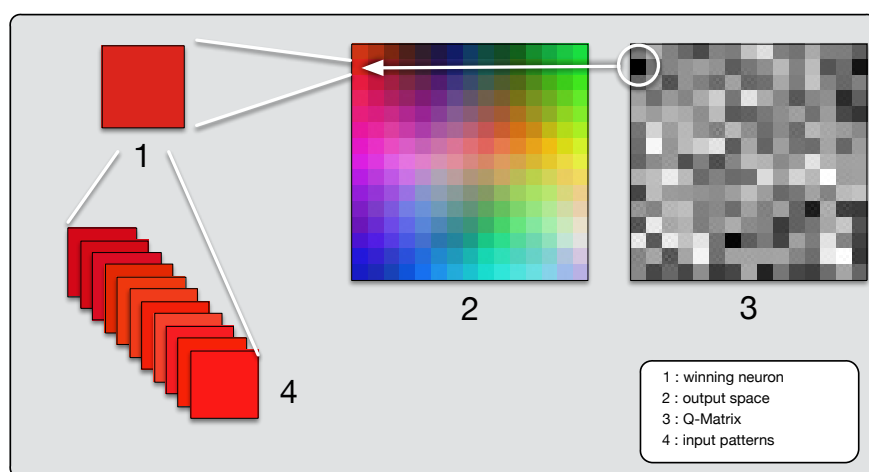 1
2
3
4
1 : winning neuron
2 : output space
3 : Q-Matrix
4 : input patterns